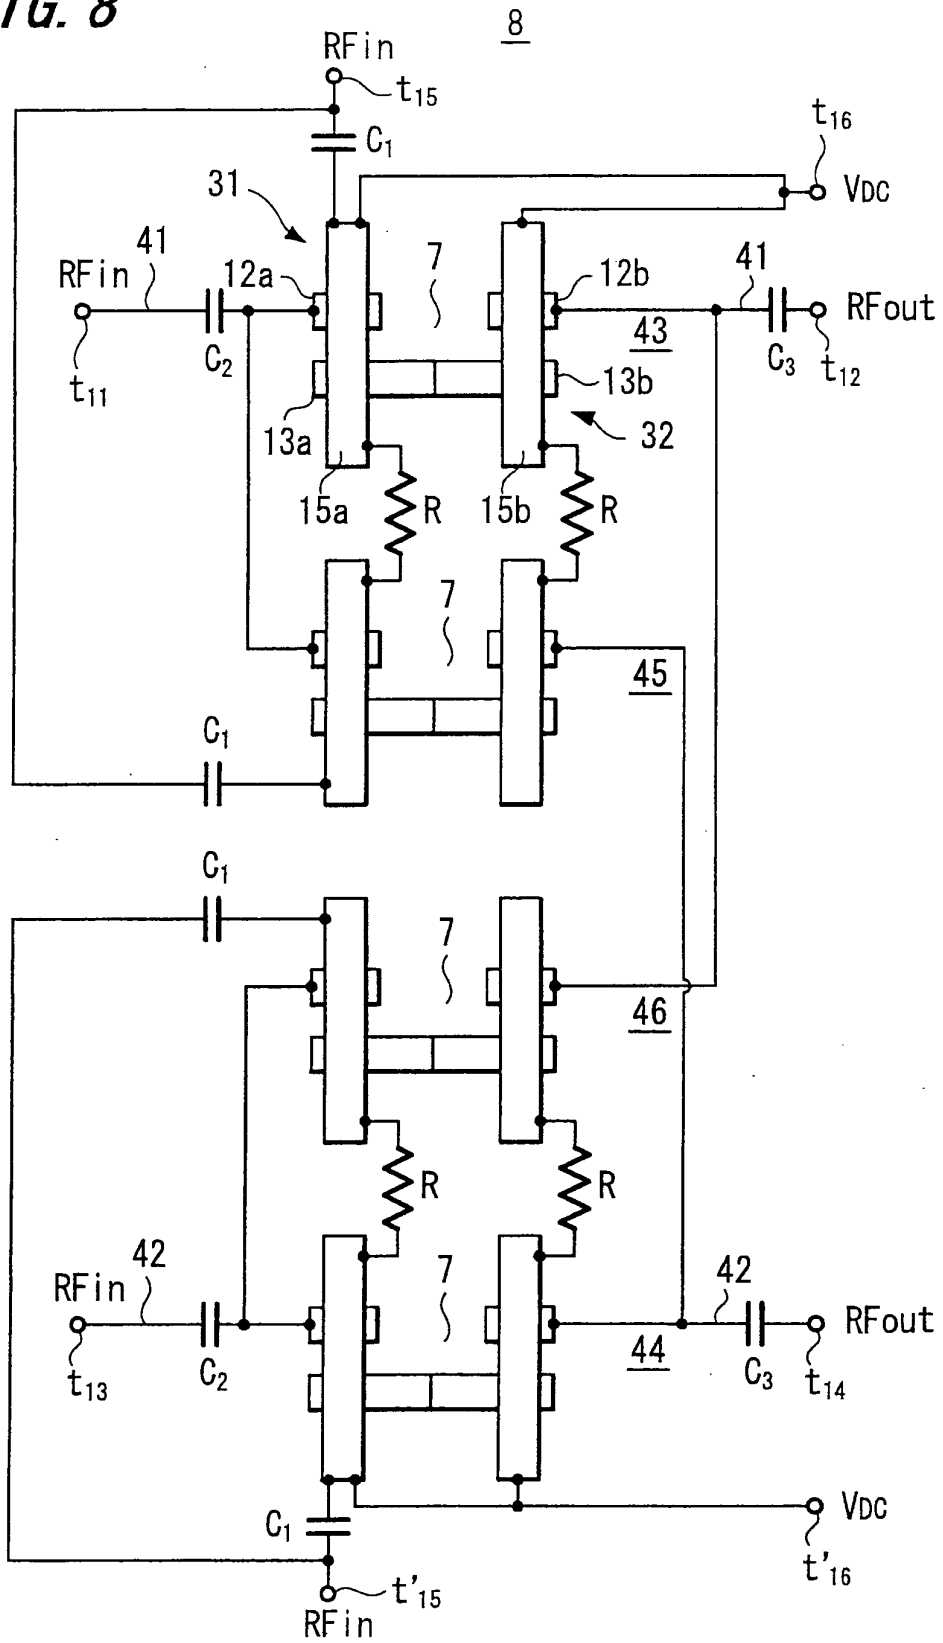 FIG. 8
8
RFin
t15
C1
t16
VDC
31
41
RFin
12a
7
12b
41
RFout
C2
43
C3
t12
t11
13b
13a
32
15a
R
15b
R
7
45
C1
C1
7
46
R
R
42
RFin
7
42
RFout
C2
44
C3
t14
t13
C1
VDC
t'16
t'15
RFin